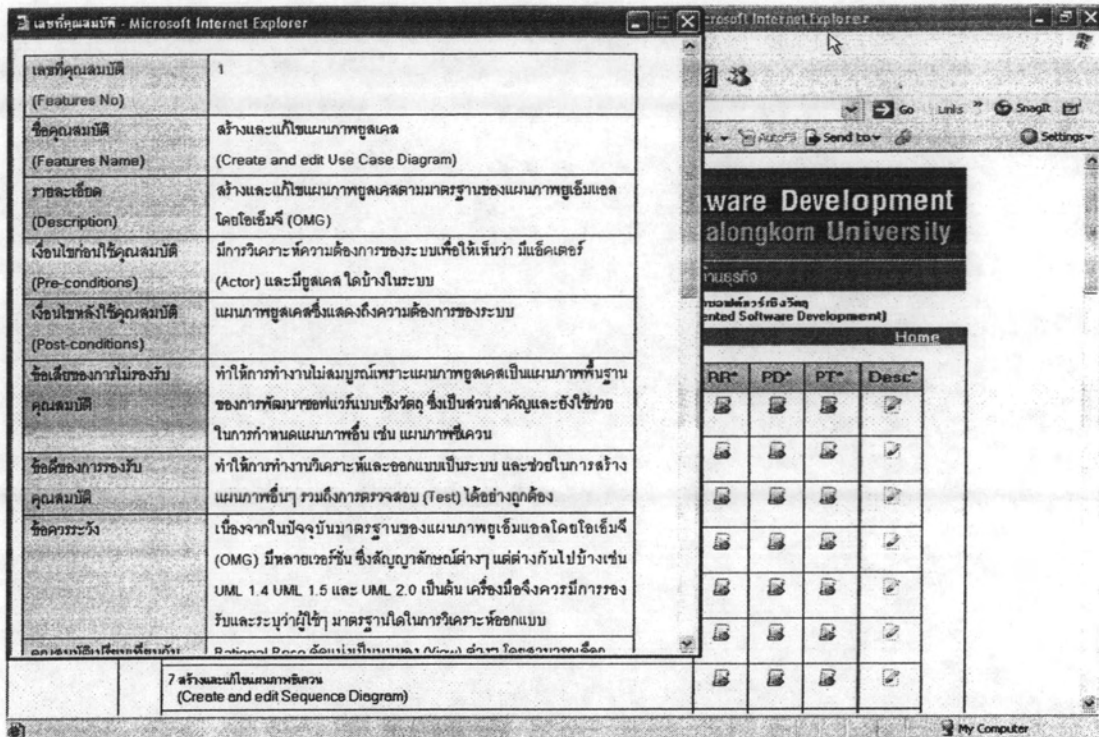 เลขที่คุณสมบัติ - Microsoft Internet Explorer
เลขที่คุณสมบัติ
(Features No)
1
ชื่อคุณสมบัติ
(Features Name)
สร้างและแก้ไขแผนภาพยูสเคส
(Create and edit Use Case Diagram)
รายละเอียด
(Description)
สร้างและแก้ไขแผนภาพยูสเคสตามมาตรฐานของแผนภาพยูเอ็มแอล
โดยโอเอ็มจี (OMG)
เงื่อนไขก่อนใช้คุณสมบัติ
(Pre-conditions)
มีการวิเคราะห์ความต้องการของระบบเพื่อให้เห็นว่า มีแอ็คเตอร์
(Actor) และมียูสเคส ใดบ้างในระบบ
เงื่อนไขหลังใช้คุณสมบัติ
(Post-conditions)
แผนภาพยูสเคสซึ่งแสดงถึงความต้องการของระบบ
ข้อเสียของการไม่รองรับ
คุณสมบัติ
ทำให้การทำงานไม่สมบูรณ์เพราะแผนภาพยูสเคสเป็นแผนภาพพื้นฐาน
ของการพัฒนาซอฟแวร์แบบเชิงวัตถุ ซึ่งเป็นส่วนสำคัญและยังใช้ช่วย
ในการกำหนดแผนภาพอื่น เช่น แผนภาพซีเควน
ข้อดีของการรองรับ
คุณสมบัติ
ทำให้การทำงานวิเคราะห์และออกแบบเป็นระบบ และช่วยในการสร้าง
แผนภาพอื่นๆ รวมถึงการตรวจสอบ (Test) ได้อย่างถูกต้อง
ข้อควรระวัง
เนื่องจากในปัจจุบันมาตรฐานของแผนภาพยูเอ็มแอลโดยโอเอ็มจี
(OMG) มีหลายเวอร์ชั่น ซึ่งสัญญาลักษณ์ต่างๆ แตต่างกันไปบ้างเช่น
UML 1.4 UML 1.5 และ UML 2.0 เป็นต้น เครื่องมือจึงควรมีการรอง
รับและระบุว่าผู้ใช้ๆ มาตรฐานใดในการวิเคราะห์ออกแบบ
Rational Rose (View) ต่างๆ
7 สร้างและแก้ไขแผนภาพซีเควน
(Create and edit Sequence Diagram)
crosoft Internet Explorer
Go Links » SnagIt
AutoFill Send to Settings
tware Development
alongkorn University
ด้านธุรกิจ
ented Software Development)
Home
RR* PD* PT* Desc*
My Computer